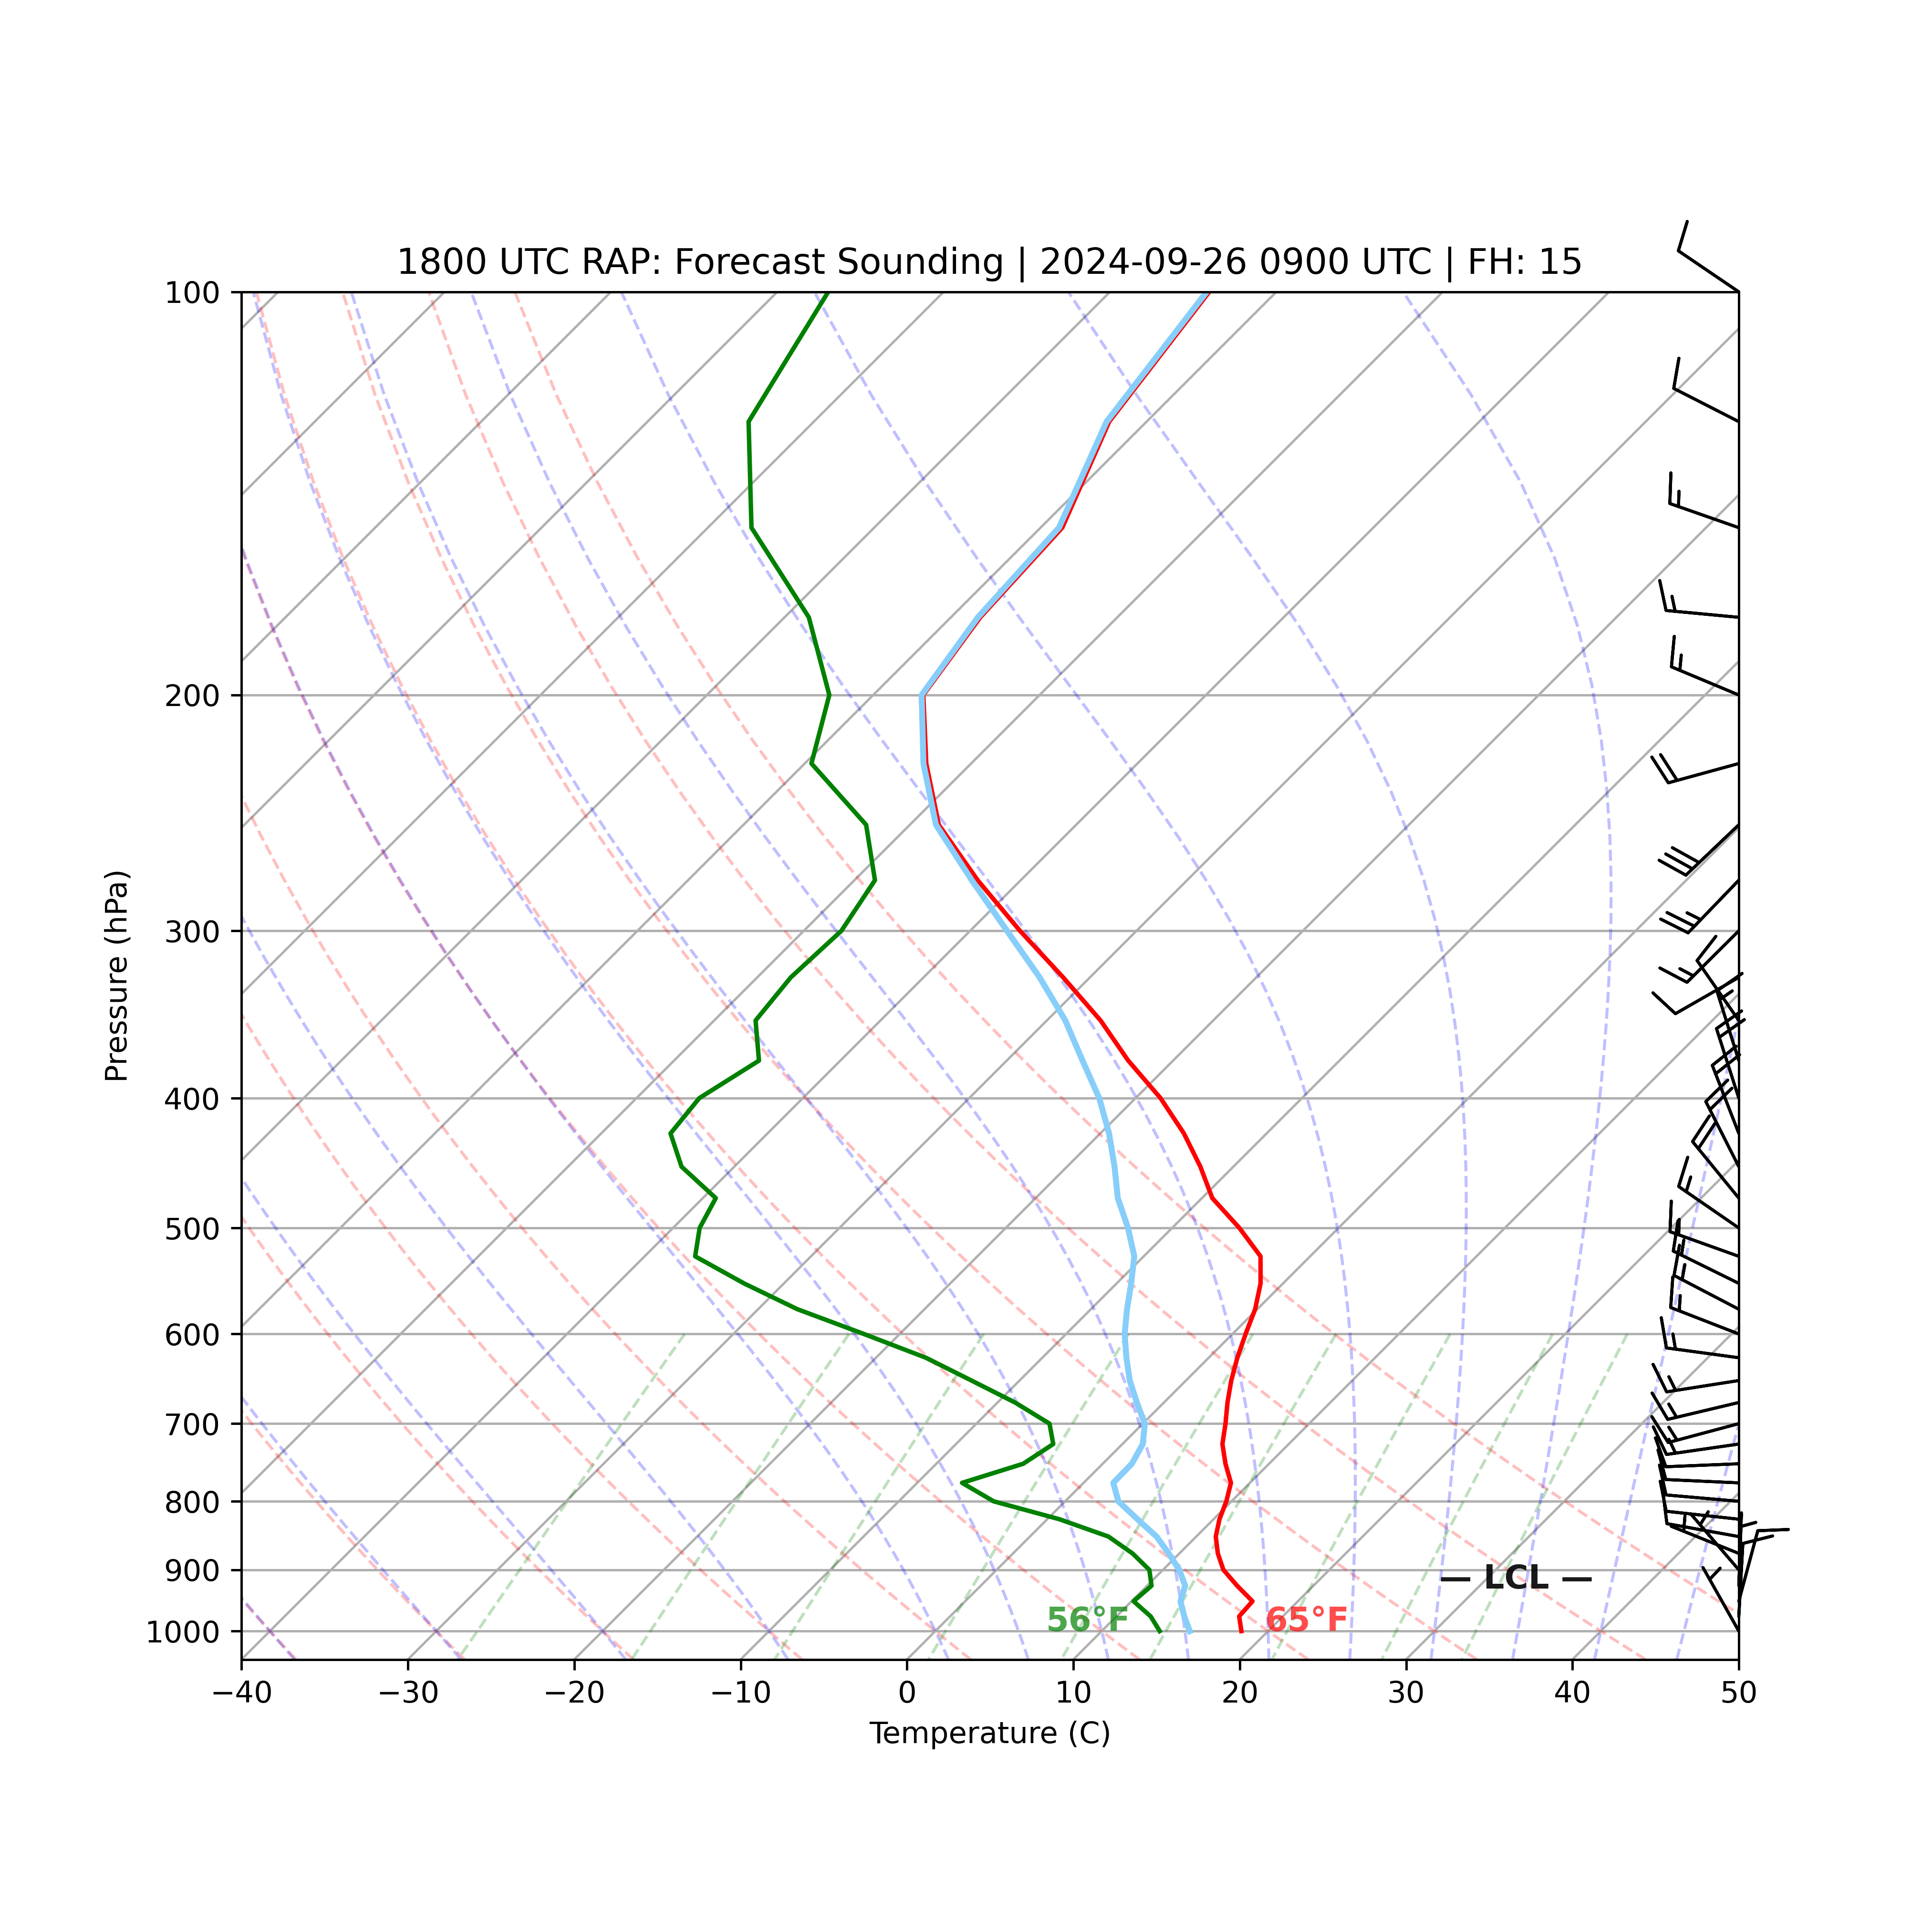 1800 UTC RAP: Forecast Sounding | 2024-09-26 0900 UTC | FH: 15
100
200
300
400
500
600
700
800
900
1000
Pressure (hPa)
— LCL —
56°F
65°F
−40 −30 −20 −10 0 10 20 30 40 50
Temperature (C)